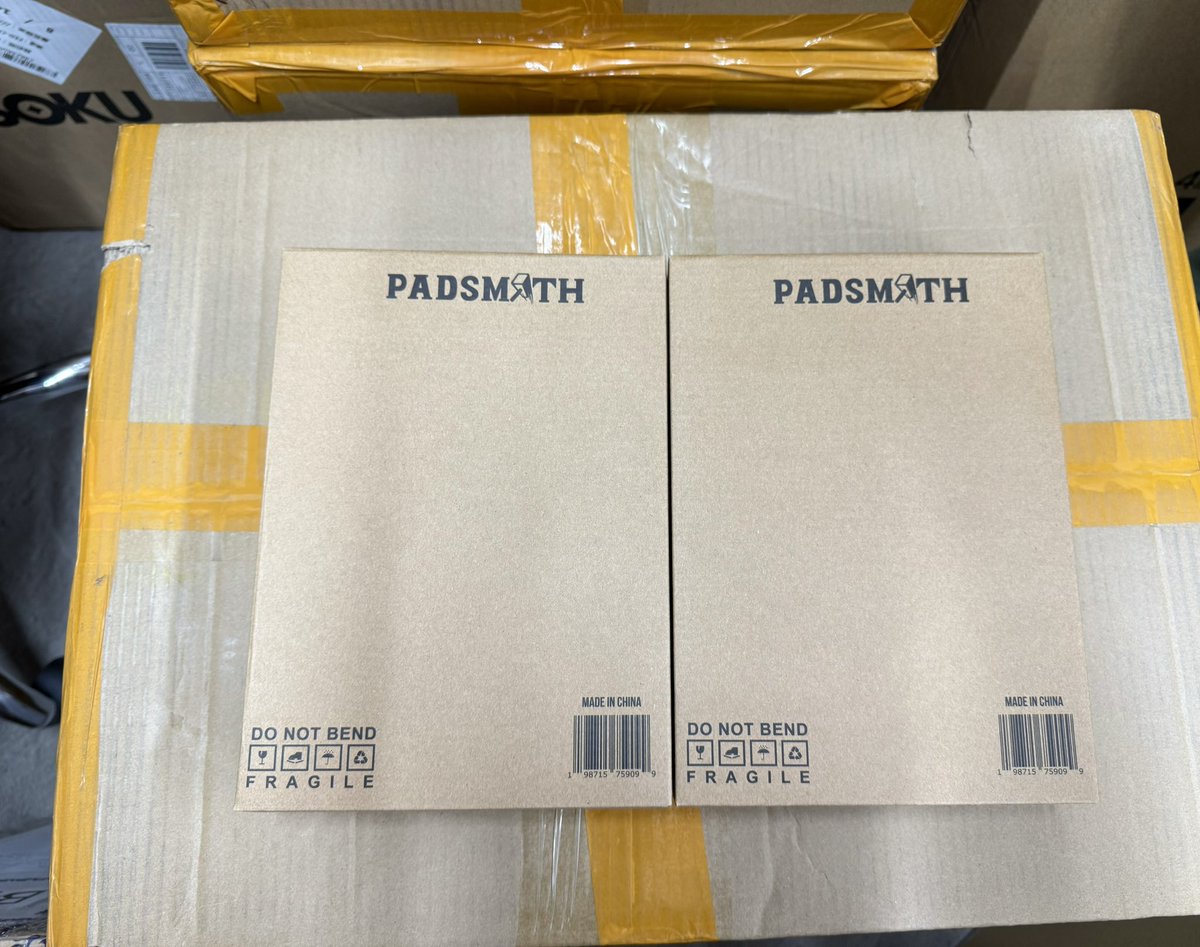 OKU
PADSMITH
PADSMITH
MADE IN CHINA
MADE IN CHINA
DO NOT BEND
FRAGILE
1 98715 75909 9
DO NOT BEND
FRAGILE
1 98715 75909 9